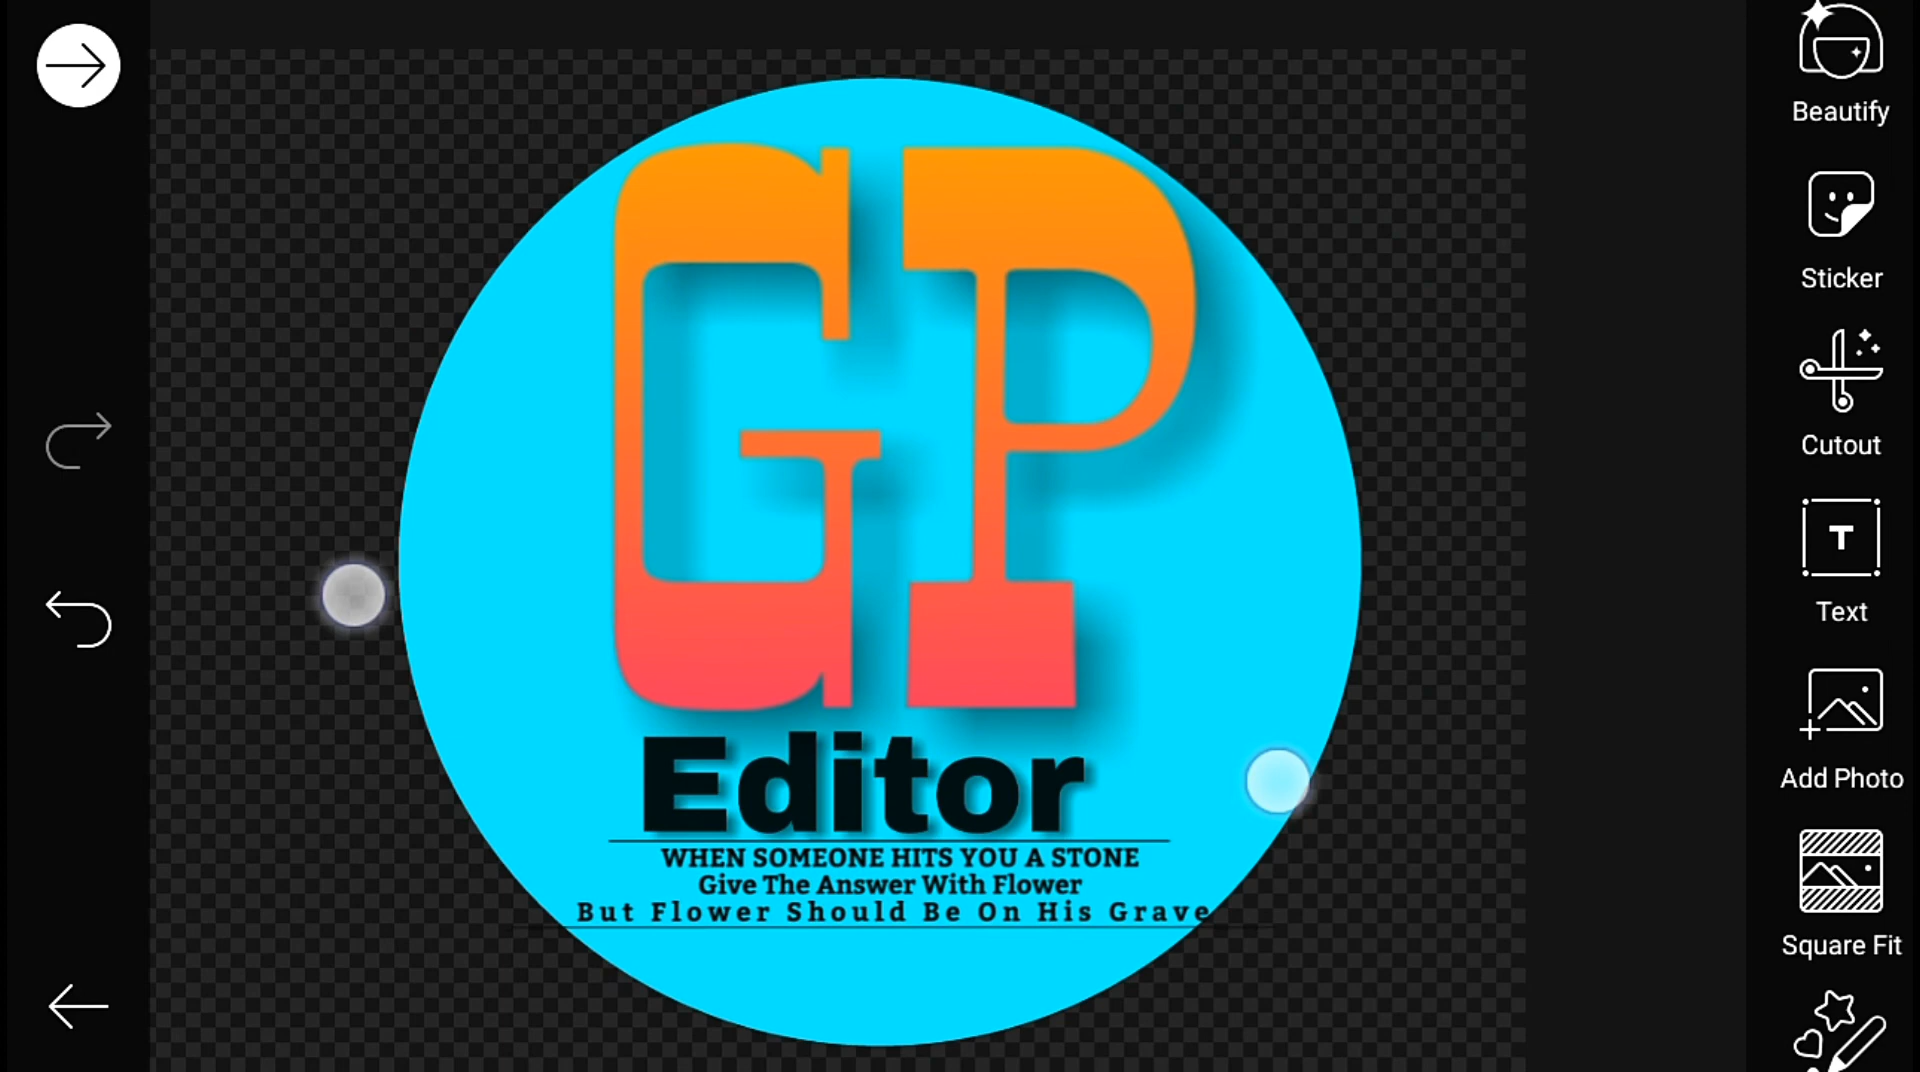 GP
Editor
WHEN SOMEONE HITS YOU A STONE
Give The Answer With Flower
But Flower Should Be On His Grave
Beautify
Sticker
Cutout
T
Text
Add Photo
Square Fit